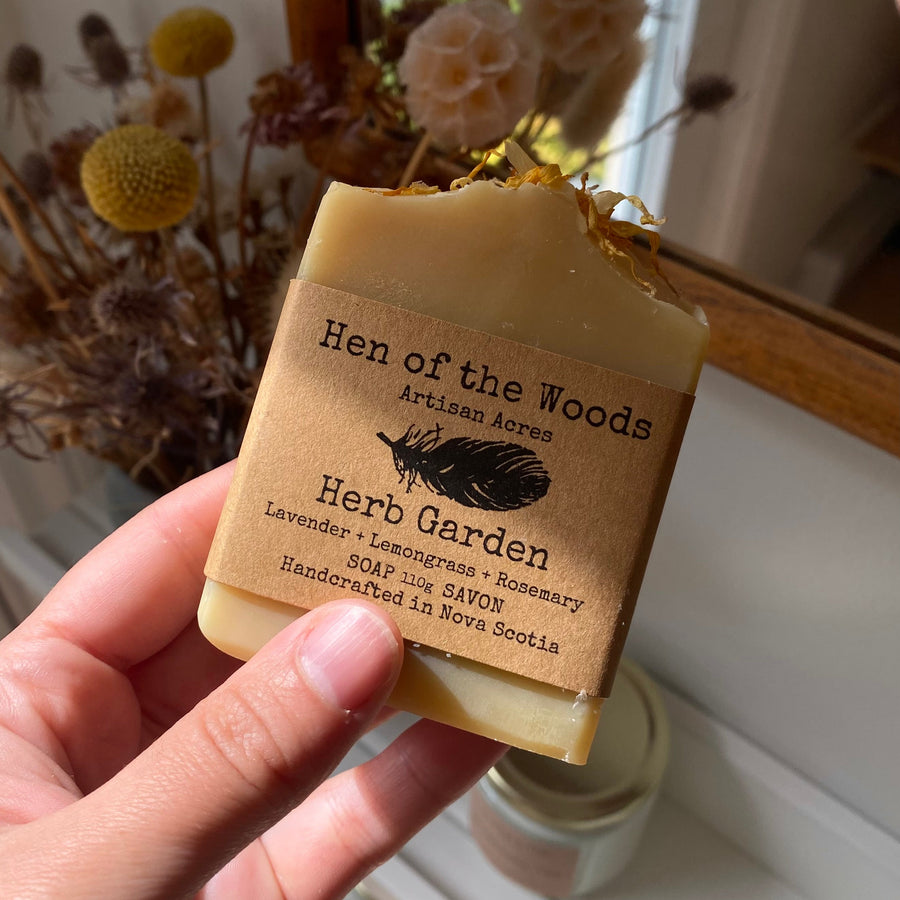 Hen of the Woods
Artisan Acres
Herb Garden
Lavender + Lemongrass + Rosemary
SOAP 110g SAVON
Handcrafted in Nova Scotia